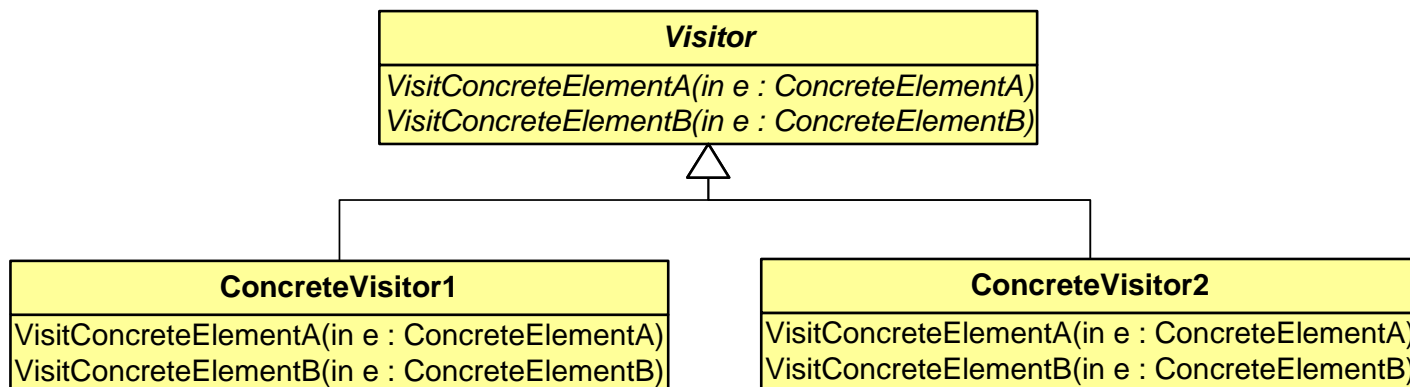 Visitor
VisitConcreteElementA(in e : ConcreteElementA)
VisitConcreteElementB(in e : ConcreteElementB)
ConcreteVisitor1
VisitConcreteElementA(in e : ConcreteElementA)
VisitConcreteElementB(in e : ConcreteElementB)
ConcreteVisitor2
VisitConcreteElementA(in e : ConcreteElementA)
VisitConcreteElementB(in e : ConcreteElementB)